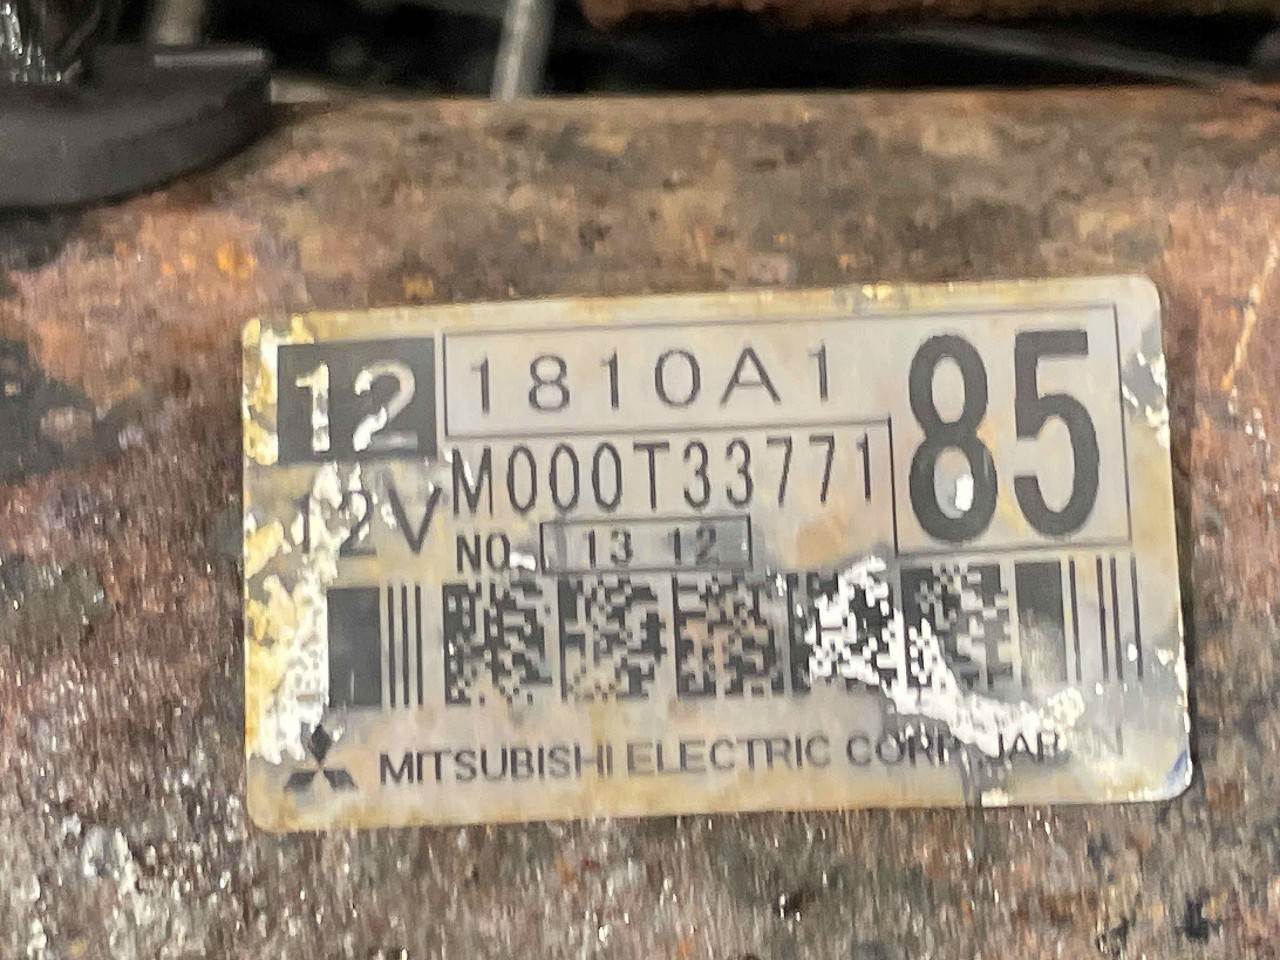 12 1810A1 85
12V M000T33771
NO. 13 12
MITSUBISHI ELECTRIC CORP. JAPAN